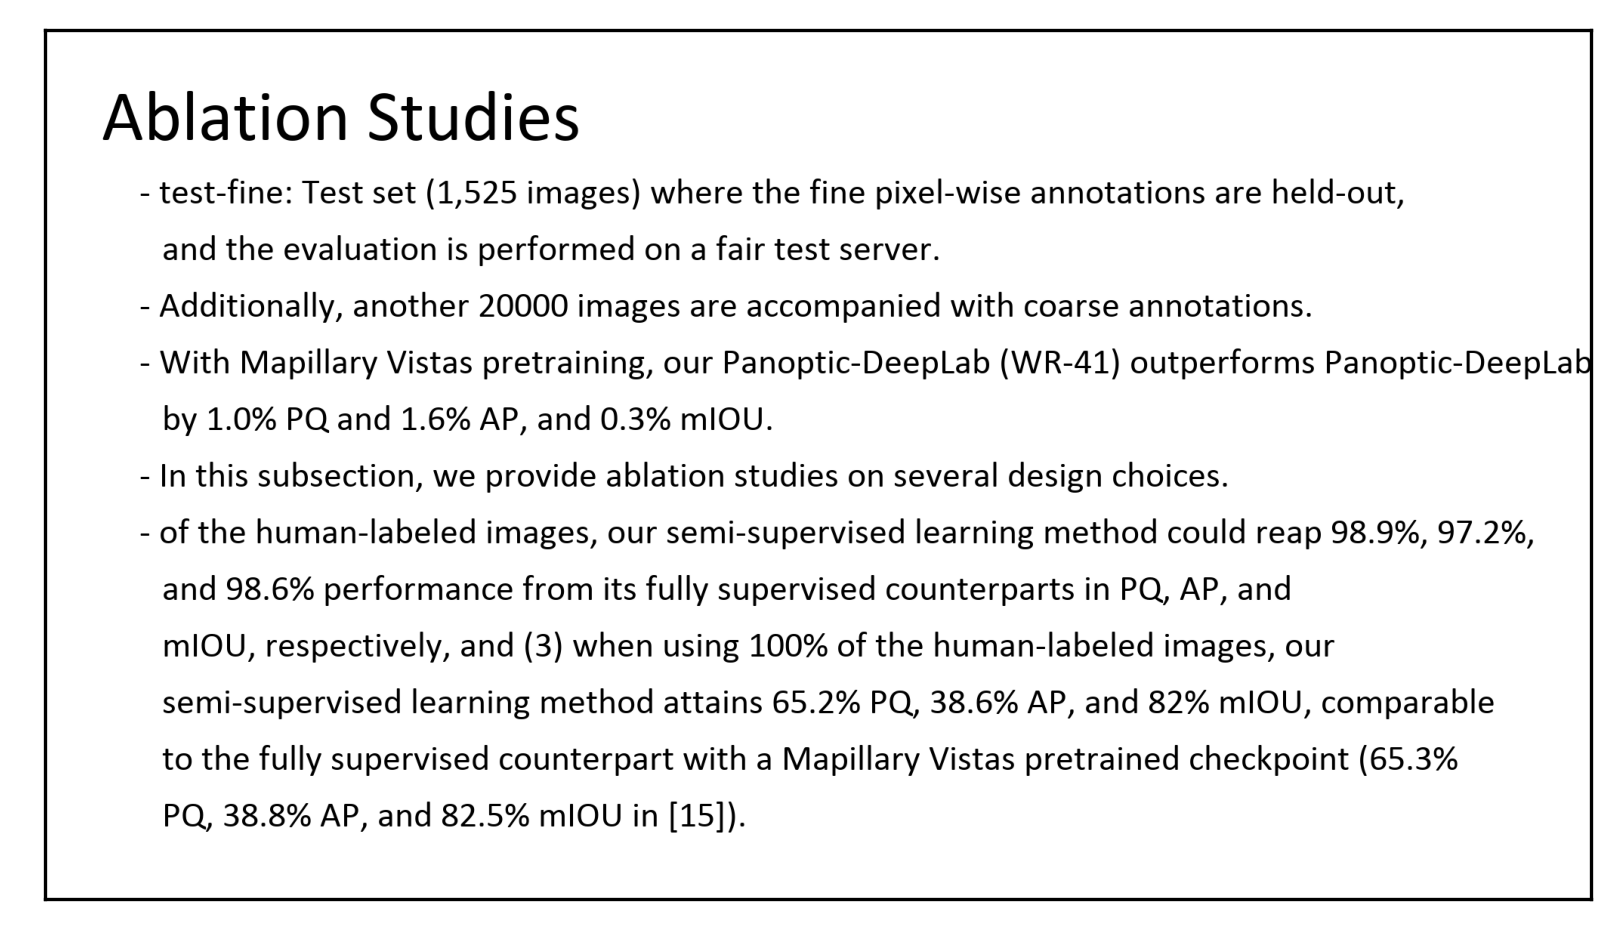 Ablation Studies
- test-fine: Test set (1,525 images) where the fine pixel-wise annotations are held-out,
and the evaluation is performed on a fair test server.
- Additionally, another 20000 images are accompanied with coarse annotations.
- With Mapillary Vistas pretraining, our Panoptic-DeepLab (WR-41) outperforms Panoptic-DeepLab
by 1.0% PQ and 1.6% AP, and 0.3% mIOU.
- In this subsection, we provide ablation studies on several design choices.
- of the human-labeled images, our semi-supervised learning method could reap 98.9%, 97.2%,
and 98.6% performance from its fully supervised counterparts in PQ, AP, and
mIOU, respectively, and (3) when using 100% of the human-labeled images, our
semi-supervised learning method attains 65.2% PQ, 38.6% AP, and 82% mIOU, comparable
to the fully supervised counterpart with a Mapillary Vistas pretrained checkpoint (65.3%
PQ, 38.8% AP, and 82.5% mIOU in [15]).